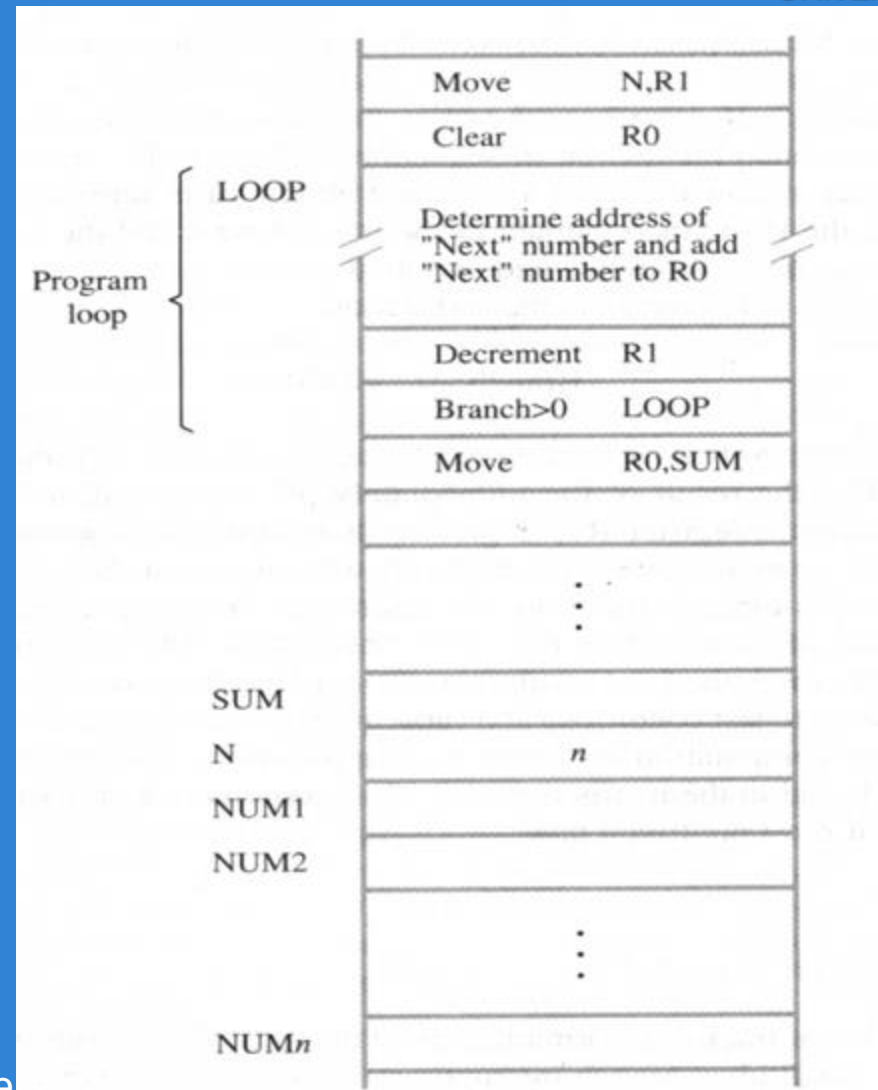 Move N,R1
Clear R0
LOOP
Determine address of
"Next" number and add
"Next" number to R0
Program
loop
Decrement R1
Branch>0 LOOP
Move R0,SUM
SUM
N n
NUM1
NUM2
NUMn
e